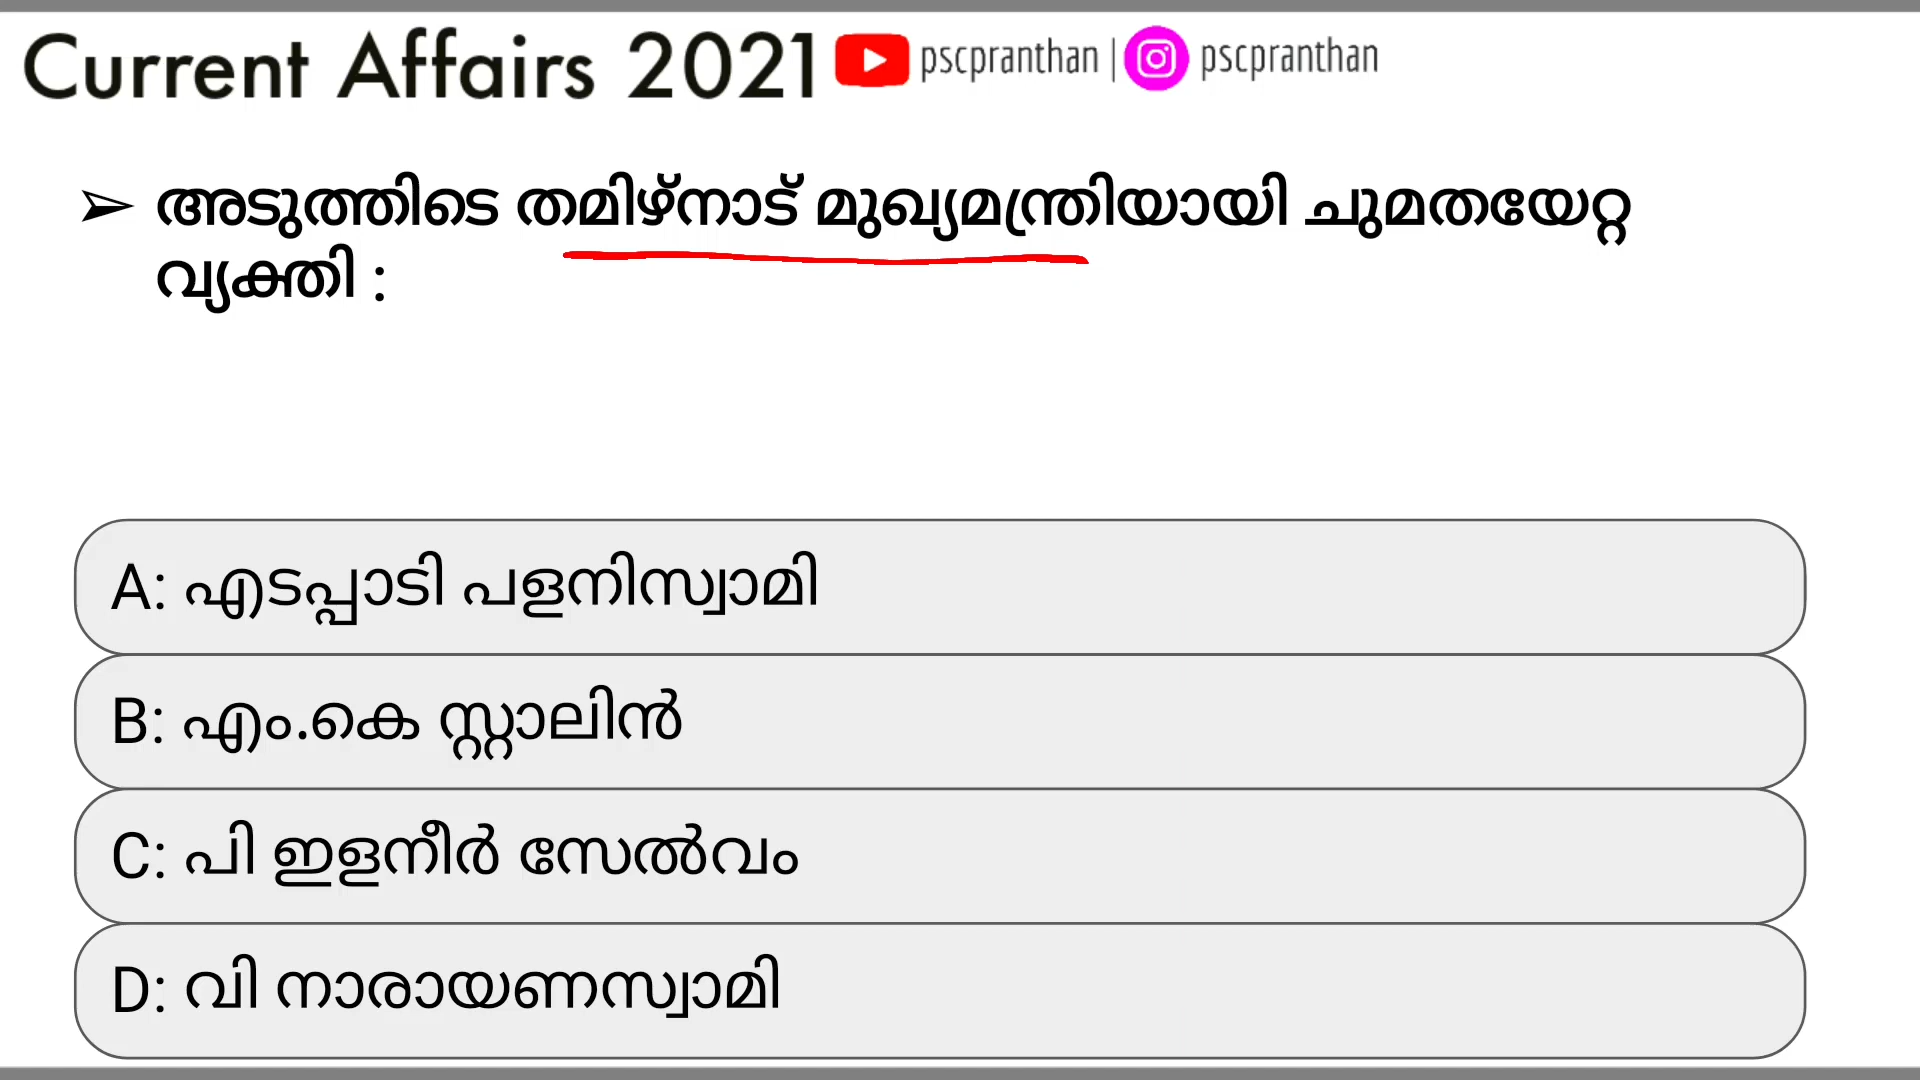 Current Affairs 2021 pscpranthan | pscpranthan
➢ അടുത്തിടെ തമിഴ്നാട് മുഖ്യമന്ത്രിയായി ചുമതയേറ്റ
വ്യക്തി :
A: എടപ്പാടി പളനിസ്വാമി
B: എം.കെ സ്റ്റാലിൻ
C: പി ഇളനീർ സേൽവം
D: വി നാരായണസ്വാമി